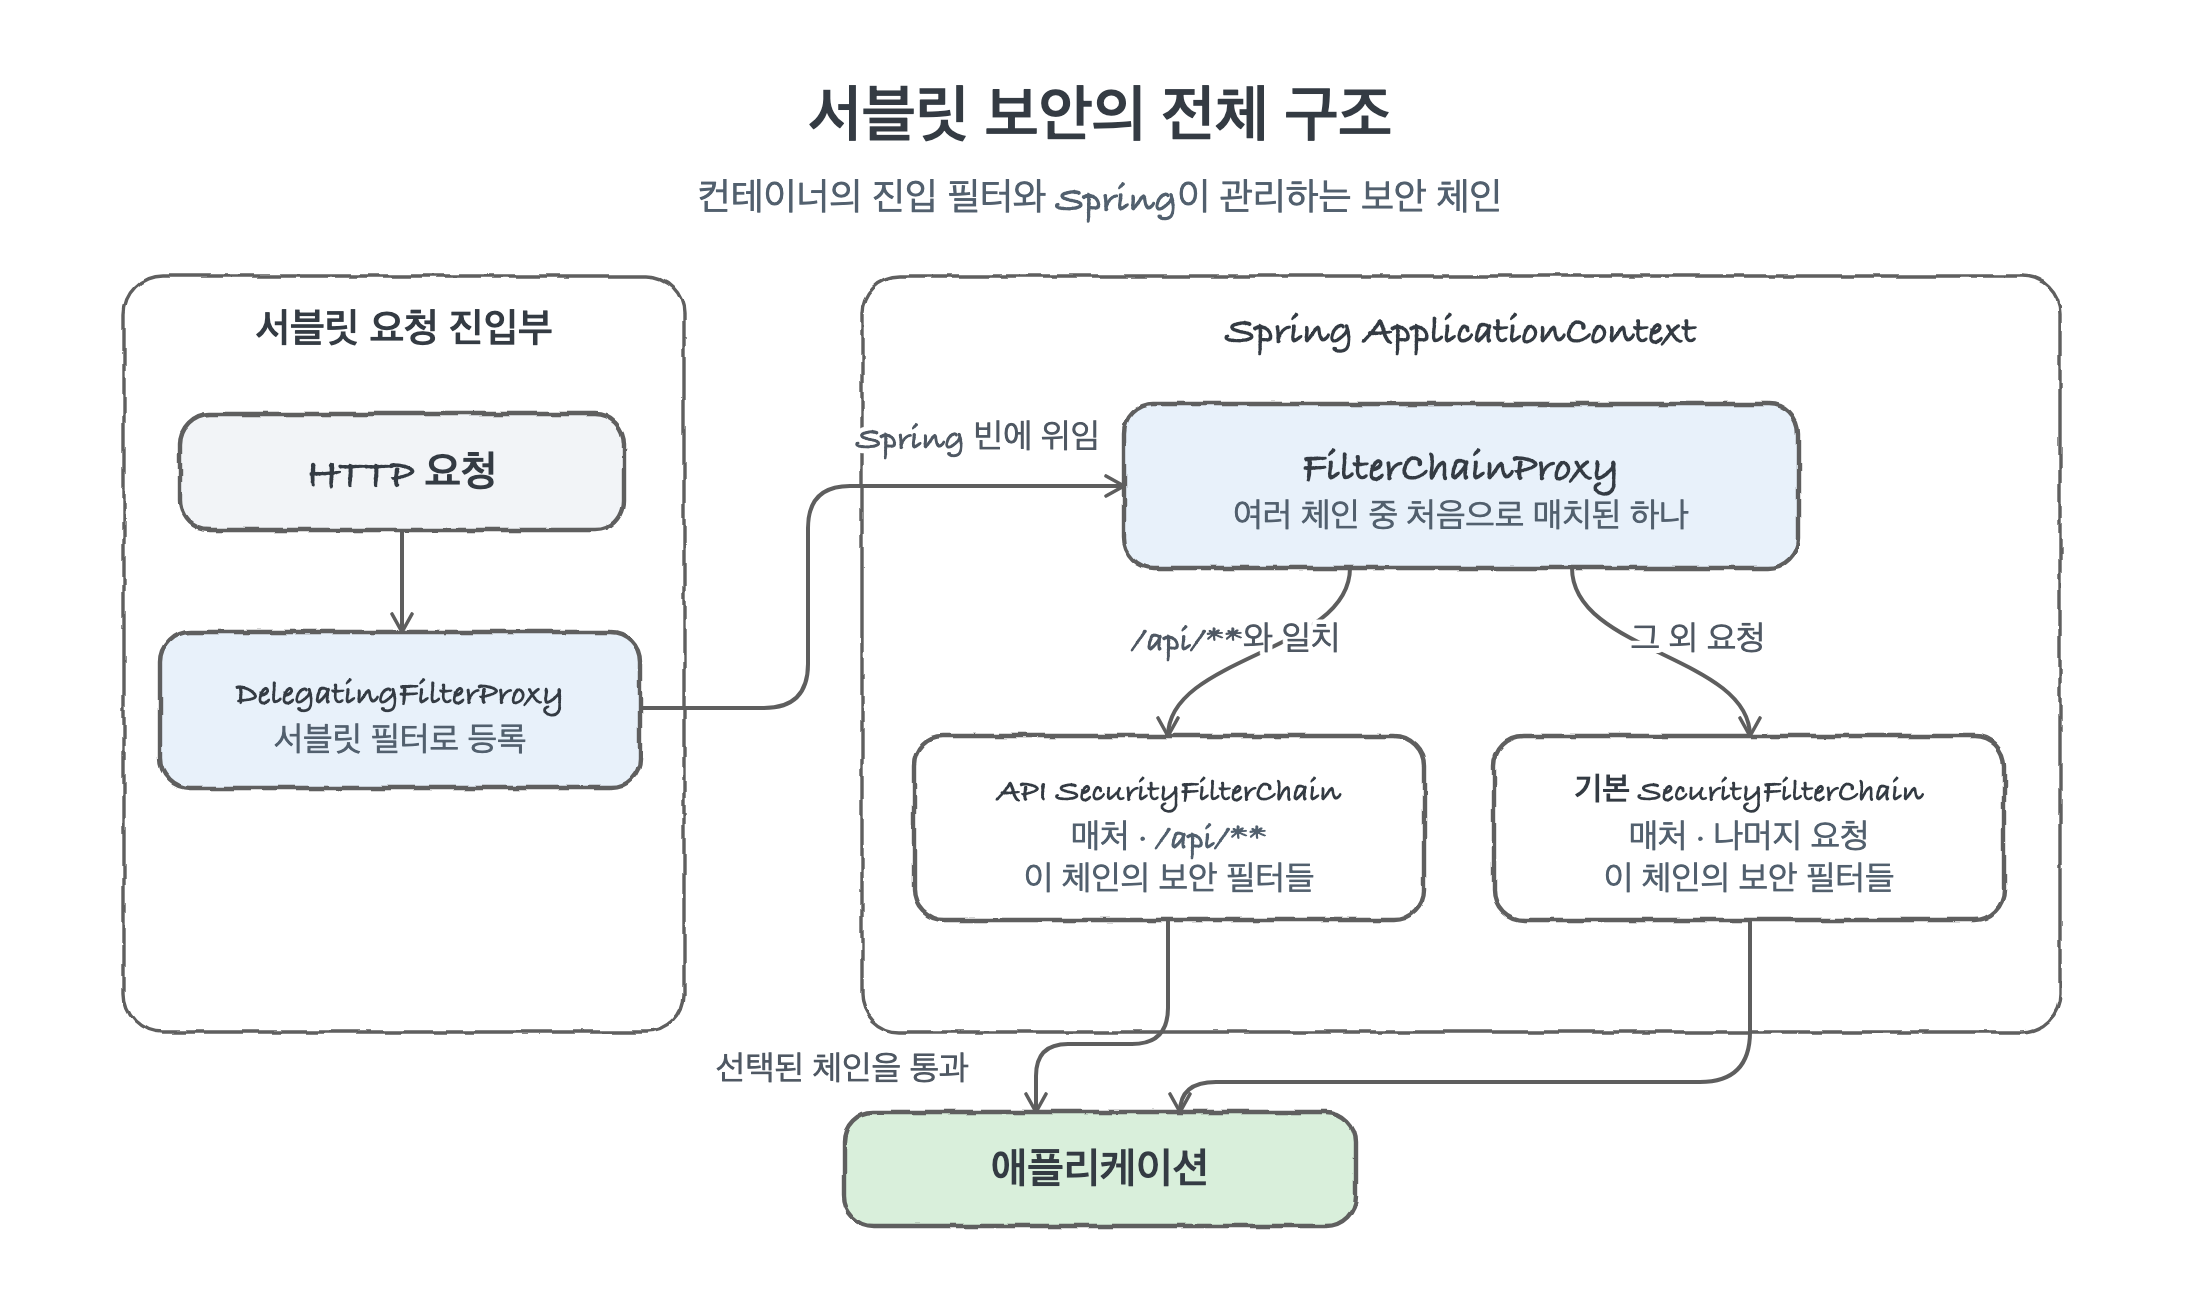 서블릿 보안의 전체 구조
컨테이너의 진입 필터와 Spring이 관리하는 보안 체인
서블릿 요청 진입부
HTTP 요청
DelegatingFilterProxy
서블릿 필터로 등록
Spring ApplicationContext
Spring 빈에 위임
FilterChainProxy
여러 체인 중 처음으로 매치된 하나
/api/**와 일치
그 외 요청
API SecurityFilterChain
매처 · /api/**
이 체인의 보안 필터들
기본 SecurityFilterChain
매처 · 나머지 요청
이 체인의 보안 필터들
선택된 체인을 통과
애플리케이션